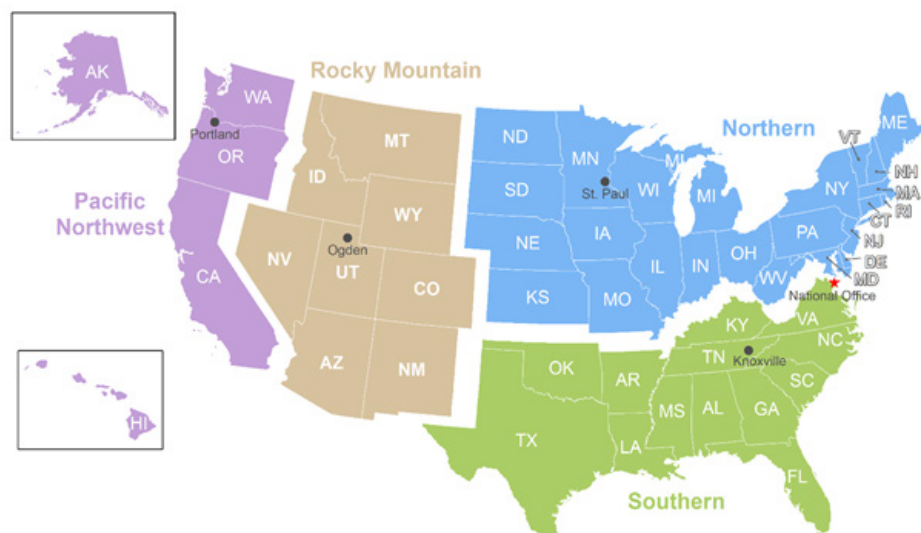 AK
Rocky Mountain
WA
Portland
OR
MT
ID
WY
Pacific
Northwest
Ogden
NV
UT
CO
CA
AZ
NM
HI
Northern
ND
MN
MI
ME
VT
St. Paul
WI
MI
NY
NH
MA
RI
CT
SD
NE
IA
PA
NJ
IL
IN
OH
WV
DE
MD
KS
MO
National Office
KY
VA
OK
AR
TN
Knoxville
NC
SC
MS
AL
GA
TX
LA
FL
Southern